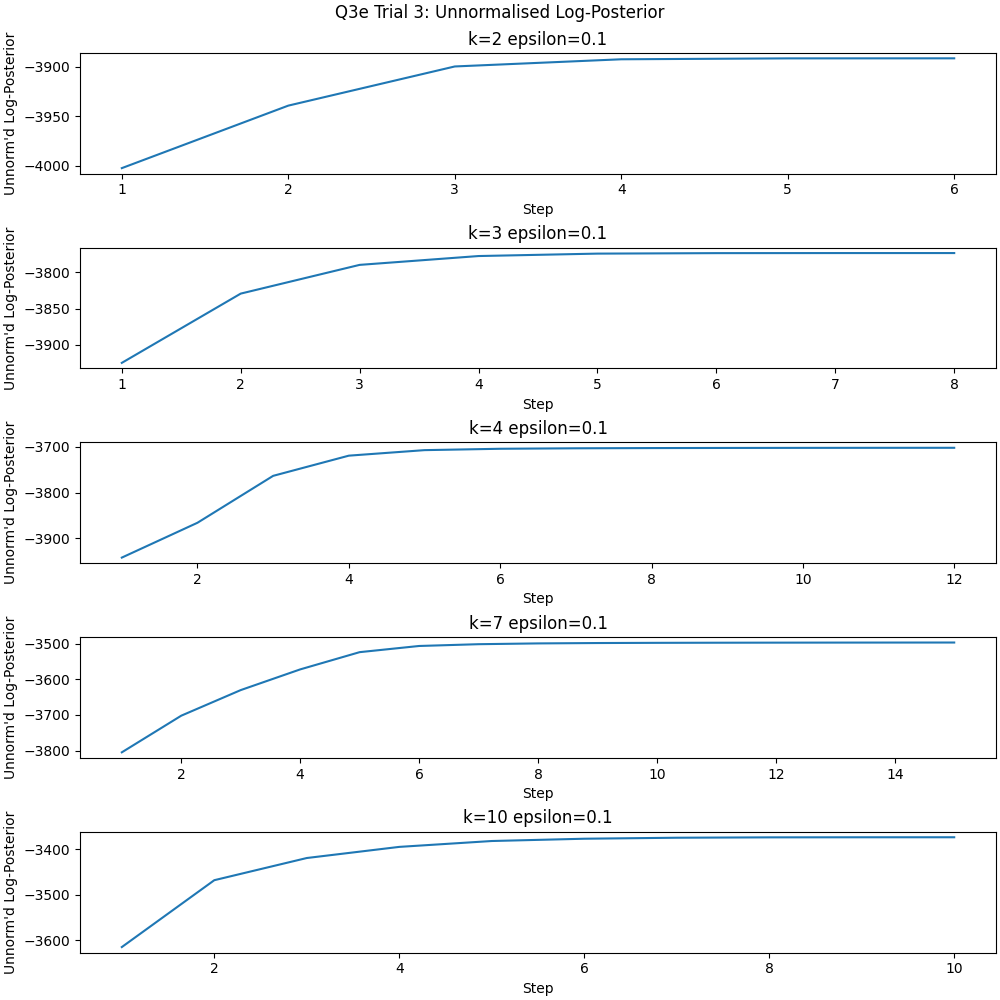 Q3e Trial 3: Unnormalised Log-Posterior
k=2 epsilon=0.1
Unnorm'd Log-Posterior
−3900
−3950
−4000
1 2 3 4 5 6
Step
k=3 epsilon=0.1
Unnorm'd Log-Posterior
−3800
−3850
−3900
1 2 3 4 5 6 7 8
Step
k=4 epsilon=0.1
Unnorm'd Log-Posterior
−3700
−3800
−3900
2 4 6 8 10 12
Step
k=7 epsilon=0.1
Unnorm'd Log-Posterior
−3500
−3600
−3700
−3800
2 4 6 8 10 12 14
Step
k=10 epsilon=0.1
Unnorm'd Log-Posterior
−3400
−3500
−3600
2 4 6 8 10
Step